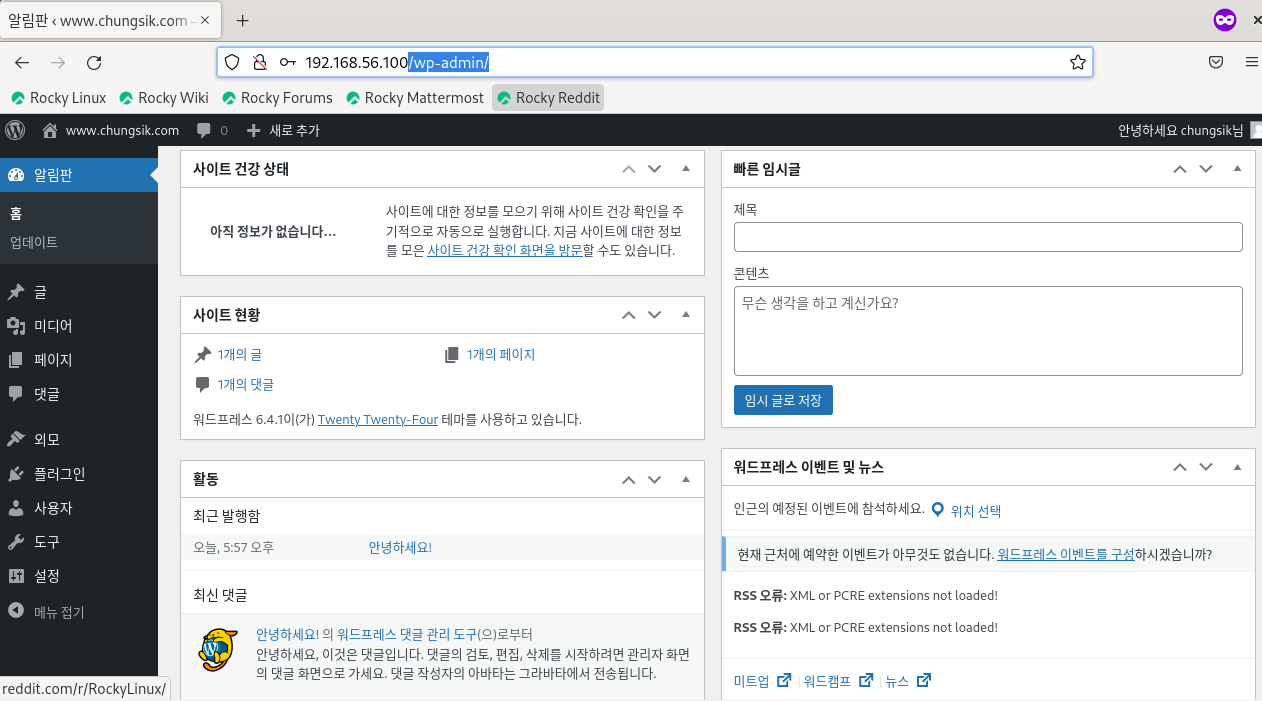 알림판 ‹ www.chungsik.com –
192.168.56.100/wp-admin/
Rocky Linux
Rocky Wiki
Rocky Forums
Rocky Mattermost
Rocky Reddit
www.chungsik.com
0
새로 추가
안녕하세요 chungsik님
알림판
홈
업데이트
글
미디어
페이지
댓글
외모
플러그인
사용자
도구
설정
메뉴 접기
reddit.com/r/RockyLinux/
사이트 건강 상태
아직 정보가 없습니다…
사이트에 대한 정보를 모으기 위해 사이트 건강 확인을 주
기적으로 자동으로 실행합니다. 지금 사이트에 대한 정보
를 모은 사이트 건강 확인 화면을 방문할 수도 있습니다.
사이트 현황
1개의 글
1개의 페이지
1개의 댓글
워드프레스 6.4.1이(가) Twenty Twenty-Four 테마를 사용하고 있습니다.
활동
최근 발행함
오늘, 5:57 오후
안녕하세요!
최신 댓글
안녕하세요! 의 워드프레스 댓글 관리 도구(으)로부터
안녕하세요, 이것은 댓글입니다. 댓글의 검토, 편집, 삭제를 시작하려면 관리자 화면
의 댓글 화면으로 가세요. 댓글 작성자의 아바타는 그라바타에서 전송됩니다.
빠른 임시글
제목
콘텐츠
무슨 생각을 하고 계신가요?
임시 글로 저장
워드프레스 이벤트 및 뉴스
인근의 예정된 이벤트에 참석하세요. 위치 선택
현재 근처에 예약한 이벤트가 아무것도 없습니다. 워드프레스 이벤트를 구성하시겠습니까?
RSS 오류: XML or PCRE extensions not loaded!
RSS 오류: XML or PCRE extensions not loaded!
미트업 | 워드캠프 | 뉴스